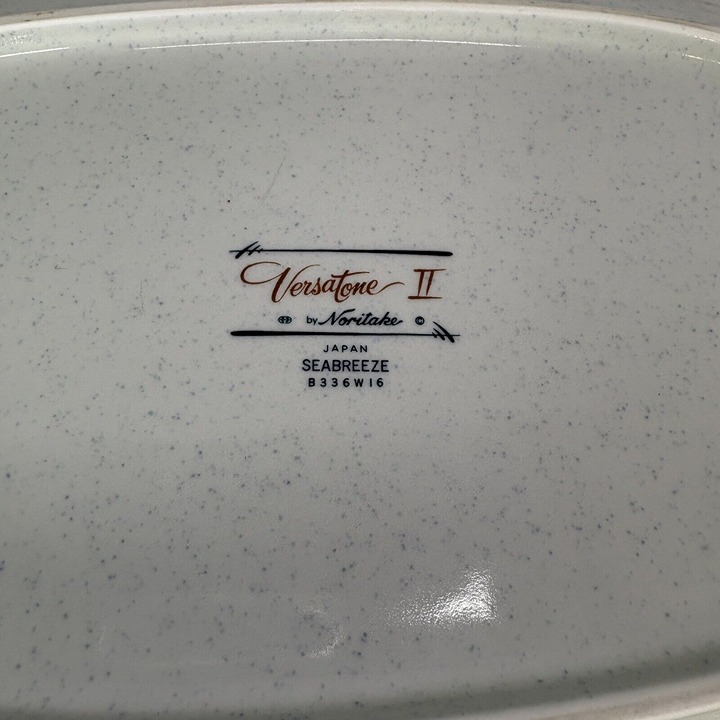 Versatone II
by Noritake ©
JAPAN
SEABREEZE
B336W16